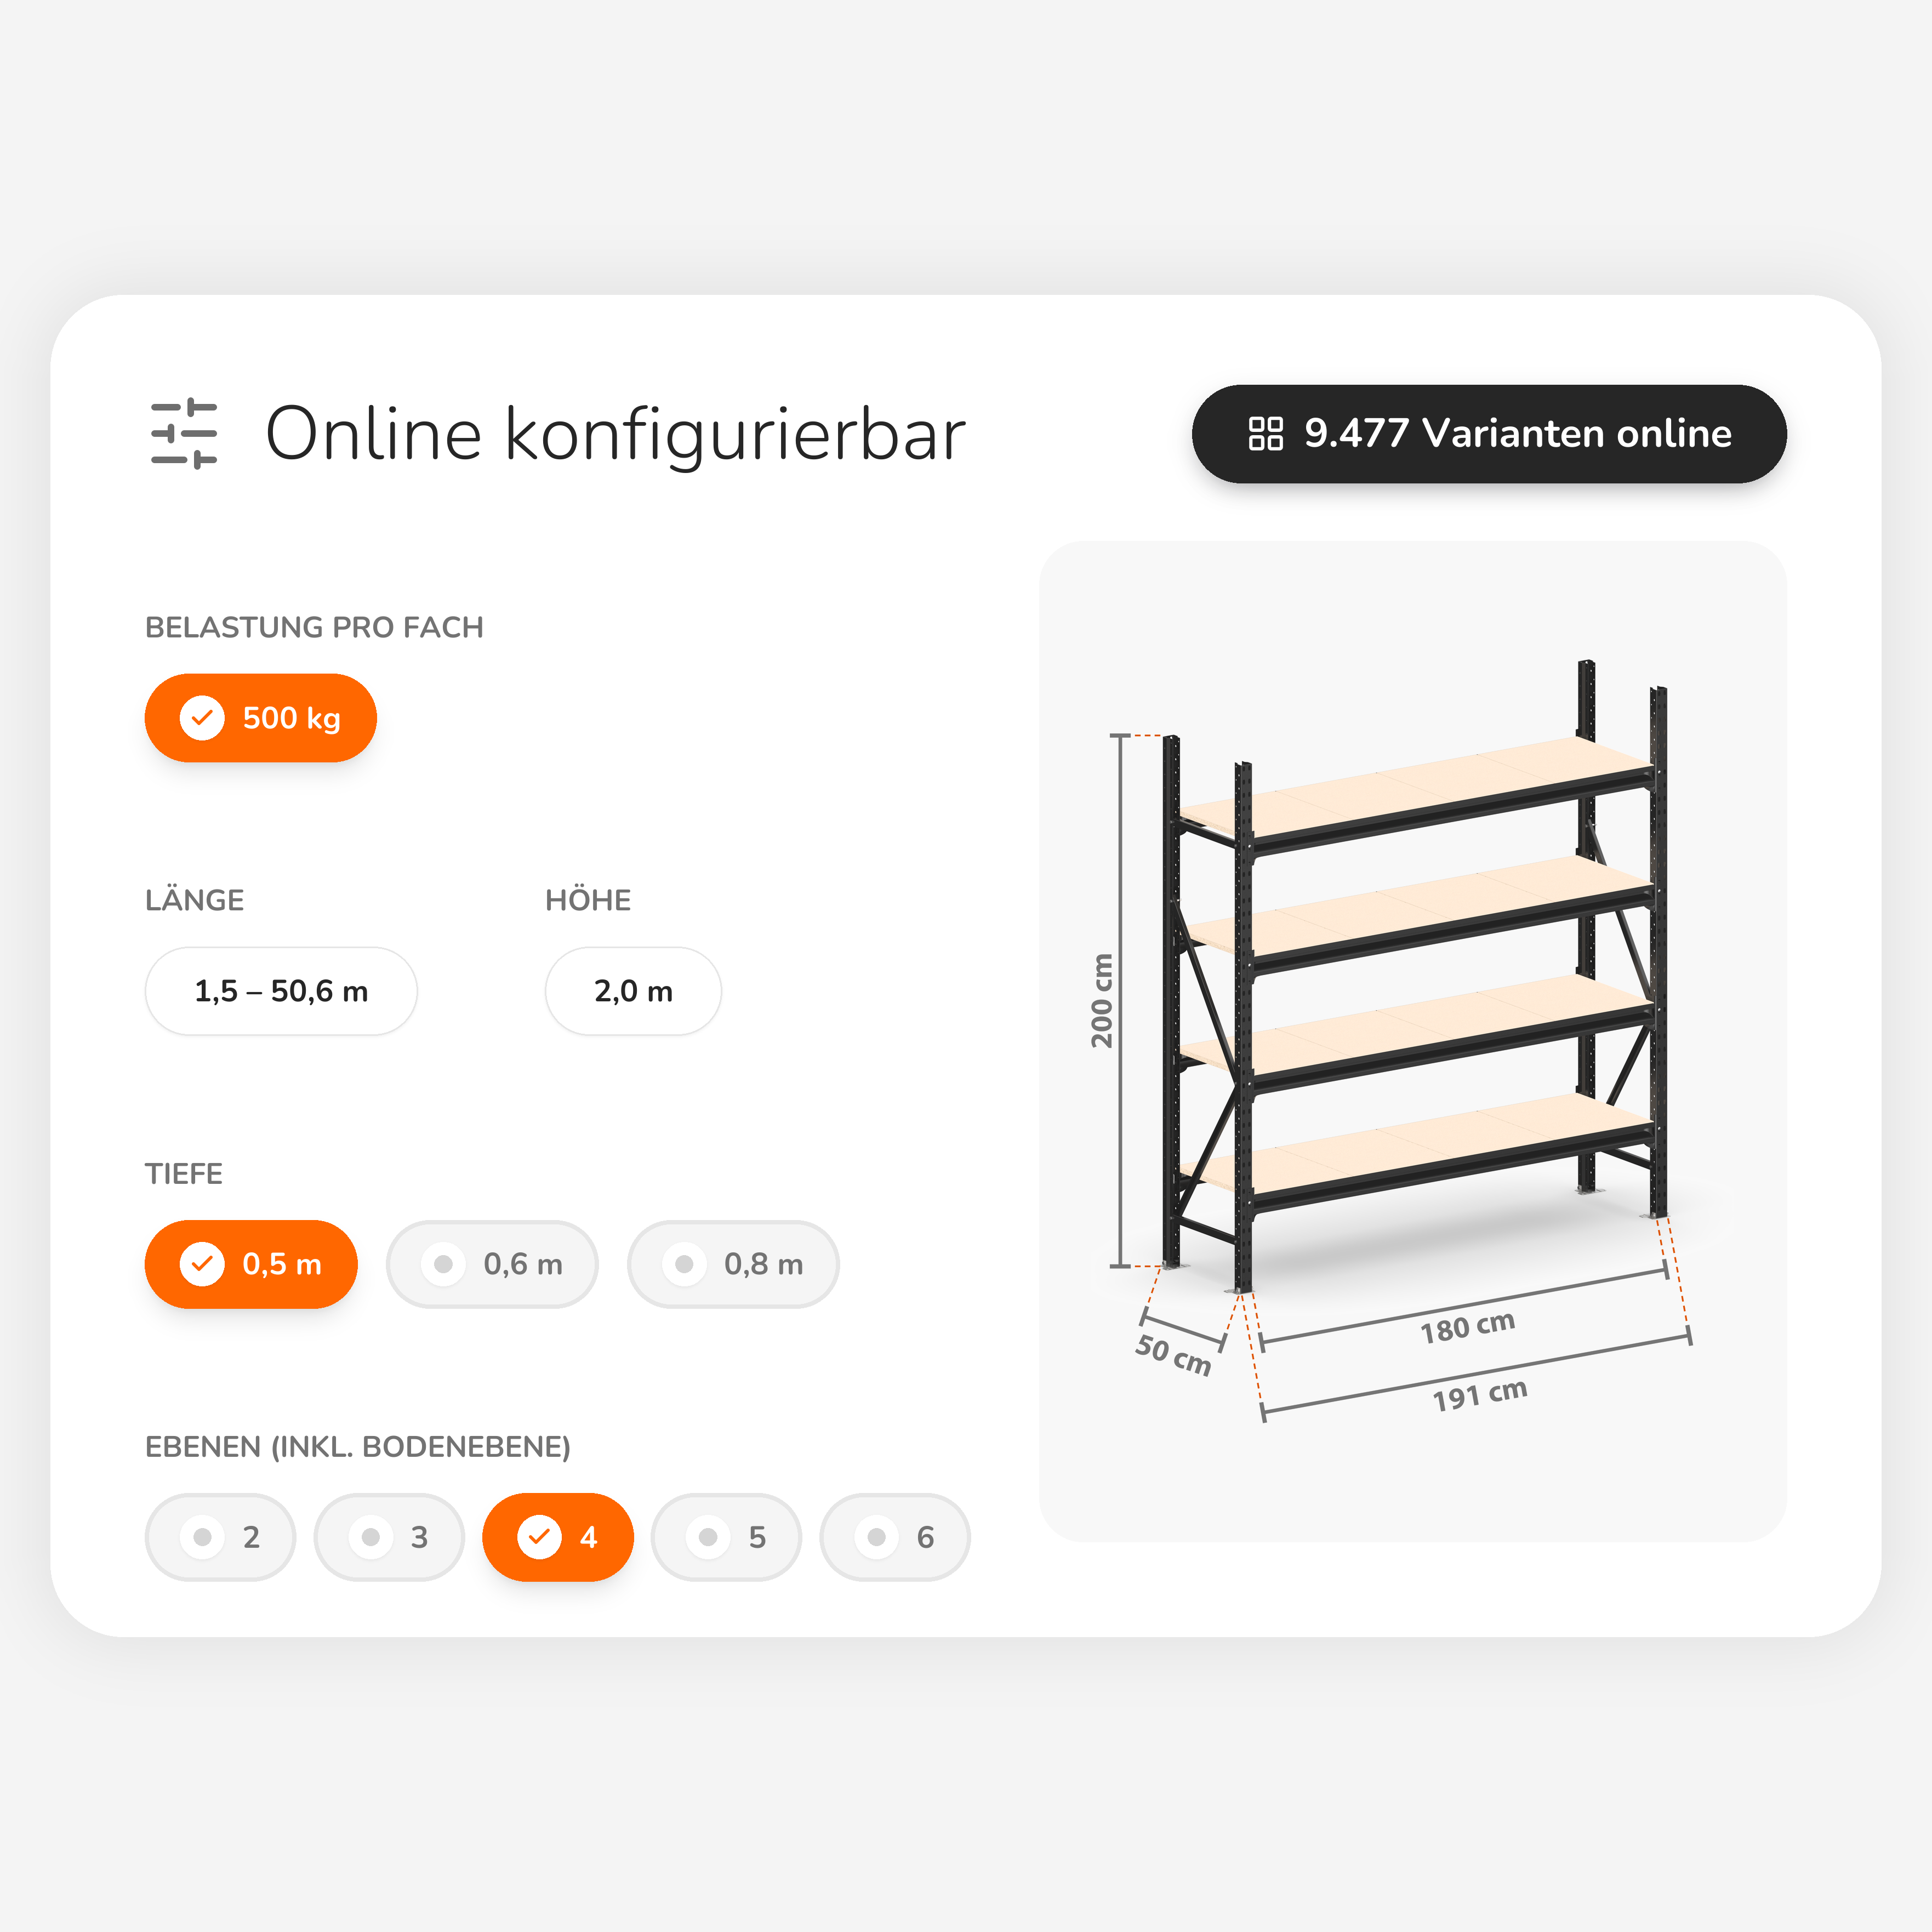 Online konfigurierbar
9.477 Varianten online
BELASTUNG PRO FACH
500 kg
LÄNGE
HÖHE
1,5 – 50,6 m
2,0 m
TIEFE
0,5 m
0,6 m
0,8 m
EBENEN (INKL. BODENEBENE)
2
3
4
5
6
200 cm
50 cm
180 cm
191 cm